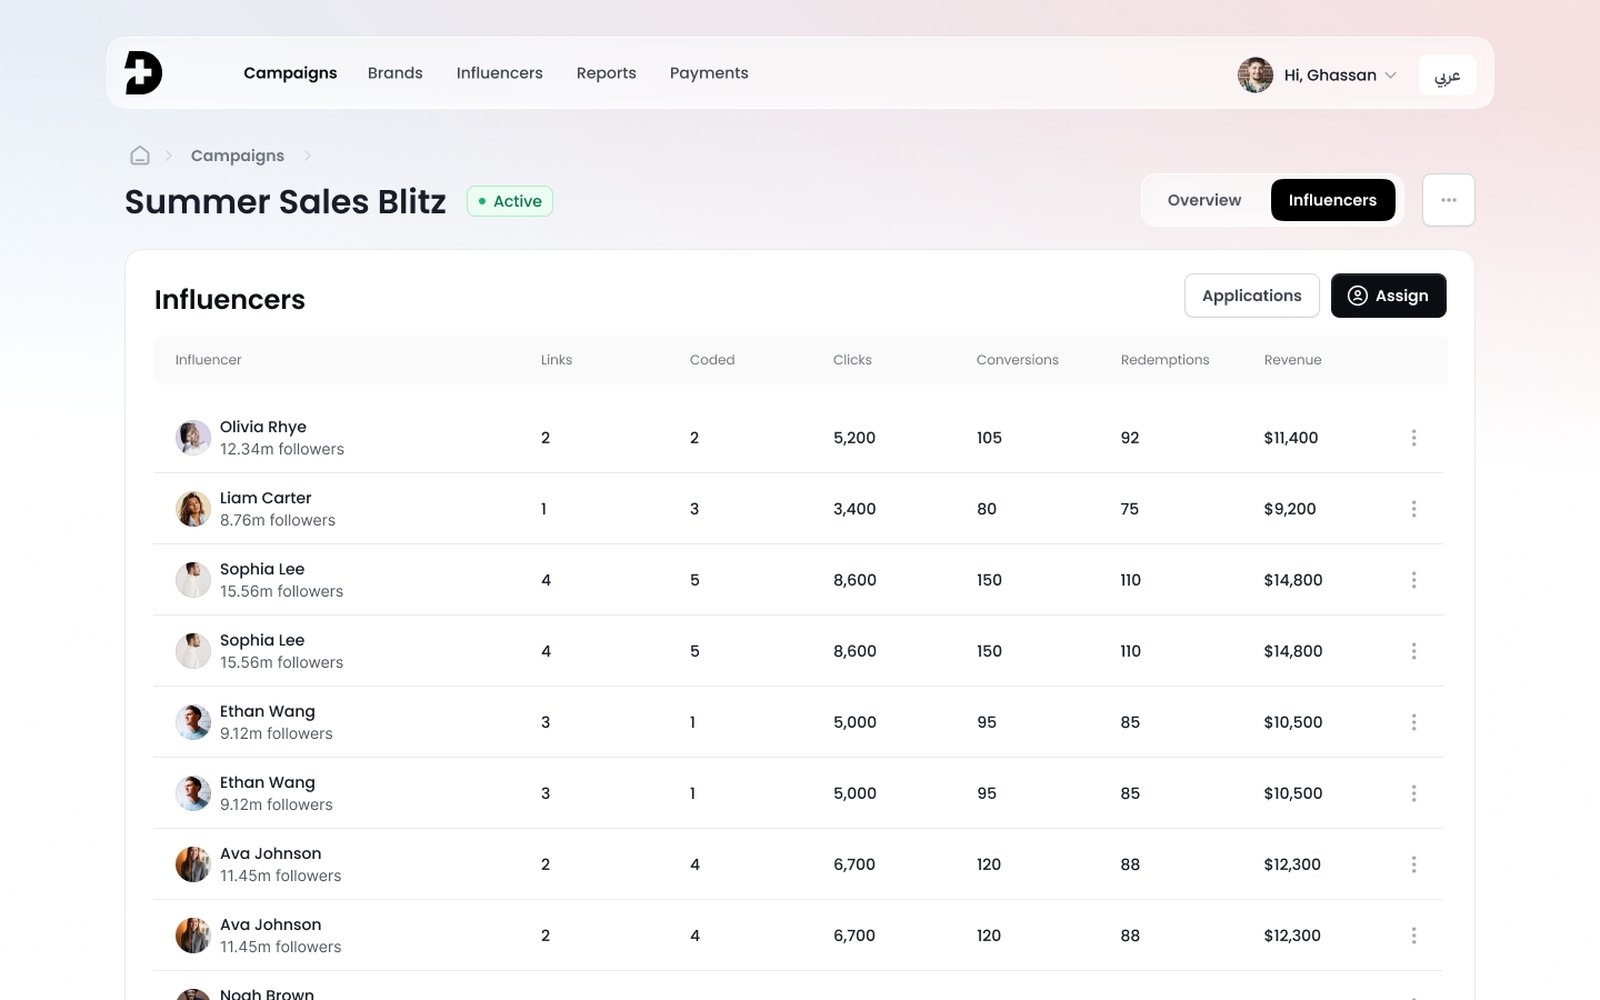 Campaigns Brands Influencers Reports Payments Hi, Ghassan عربي
Campaigns
Summer Sales Blitz Active Overview Influencers
Influencers Applications Assign
Influencer Links Coded Clicks Conversions Redemptions Revenue
Olivia Rhye
12.34m followers
2 2 5,200 105 92 $11,400
Liam Carter
8.76m followers
1 3 3,400 80 75 $9,200
Sophia Lee
15.56m followers
4 5 8,600 150 110 $14,800
Sophia Lee
15.56m followers
4 5 8,600 150 110 $14,800
Ethan Wang
9.12m followers
3 1 5,000 95 85 $10,500
Ethan Wang
9.12m followers
3 1 5,000 95 85 $10,500
Ava Johnson
11.45m followers
2 4 6,700 120 88 $12,300
Ava Johnson
11.45m followers
2 4 6,700 120 88 $12,300
Noah Brown